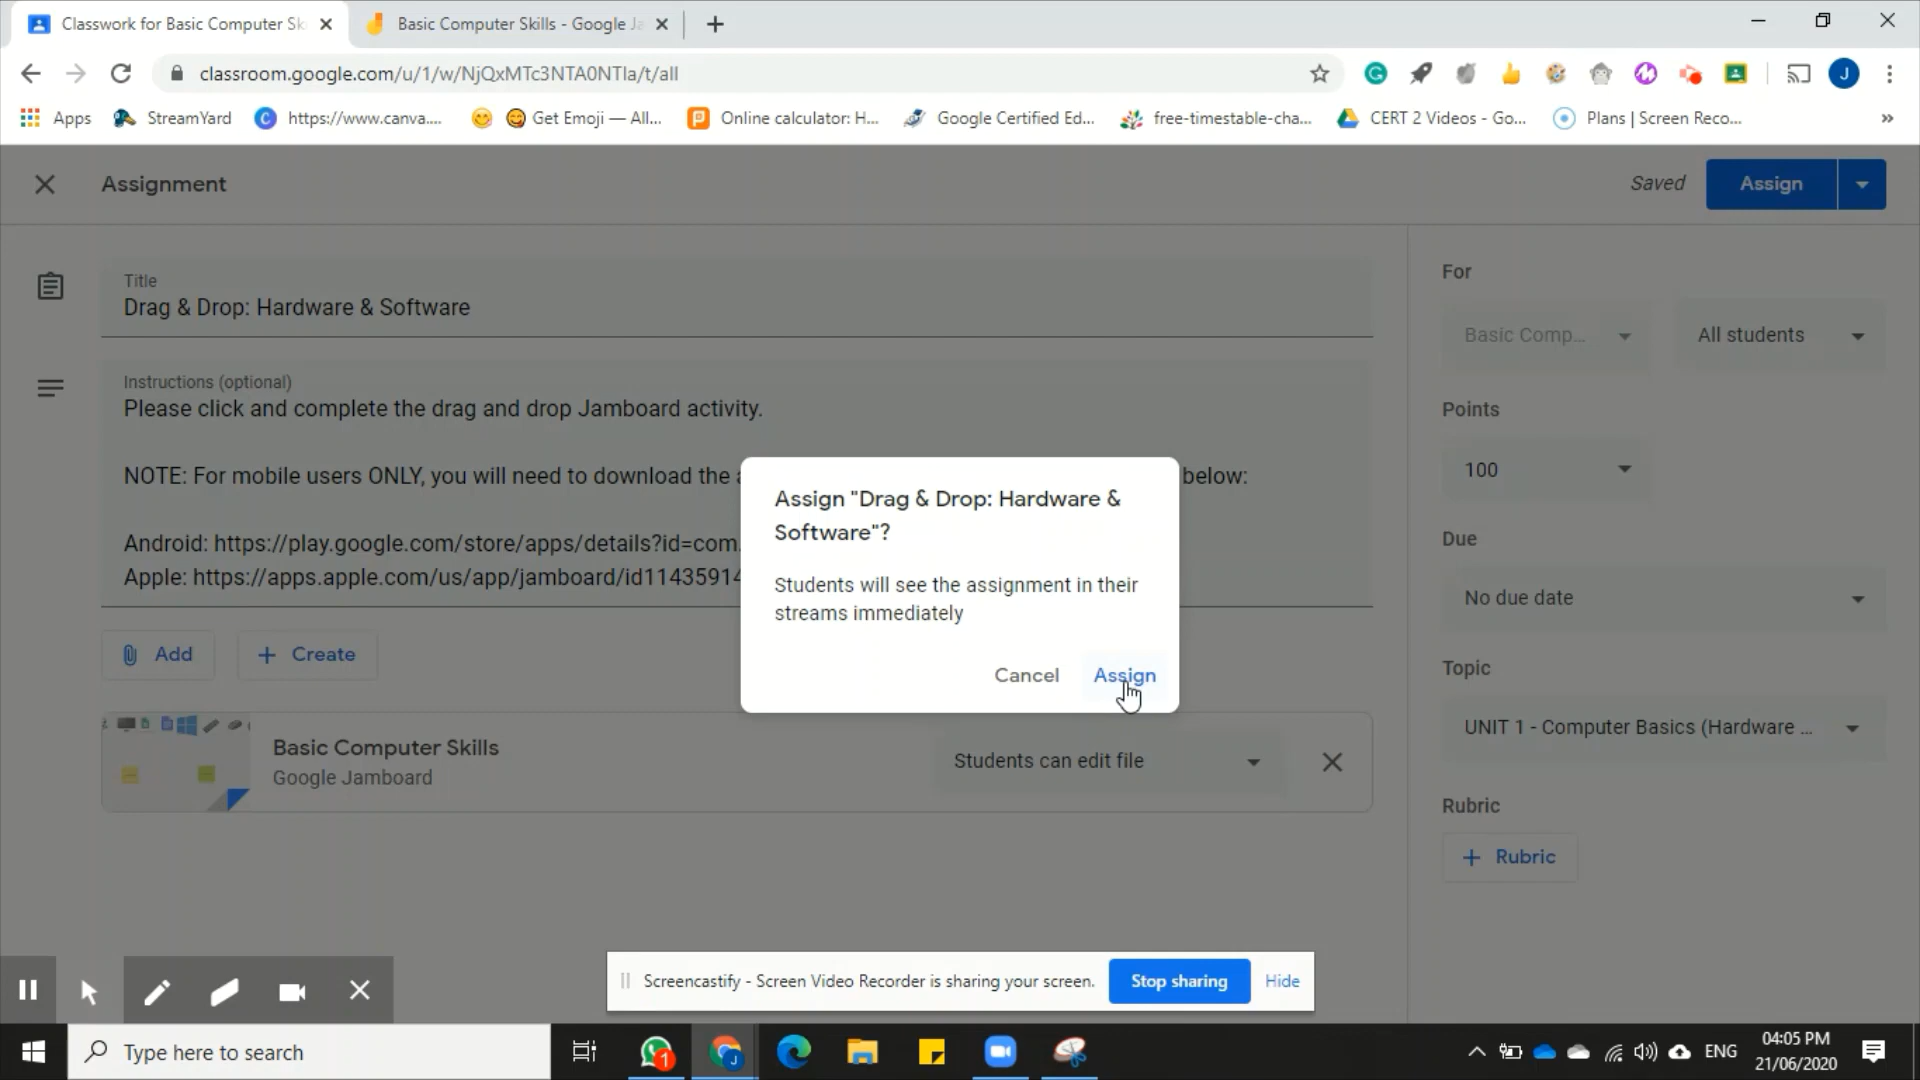 Classwork for Basic Computer Sk
Basic Computer Skills - Google Ja
classroom.google.com/u/1/w/NjQxMTc3NTA0NTIa/t/all
J
Apps
StreamYard
https://www.canva....
Get Emoji — All...
Online calculator: H...
Google Certified Ed...
free-timestable-cha...
CERT 2 Videos - Go...
Plans | Screen Reco...
Assignment
Saved
Assign
Title
Drag & Drop: Hardware & Software
Instructions (optional)
Please click and complete the drag and drop Jamboard activity.
NOTE: For mobile users ONLY, you will need to download the
below:
Android: https://play.google.com/store/apps/details?id=com.
Apple: https://apps.apple.com/us/app/jamboard/id11435914
Add
Create
Basic Computer Skills
Google Jamboard
Students can edit file
For
Basic Comp...
All students
Points
100
Due
No due date
Topic
UNIT 1 - Computer Basics (Hardware ...
Rubric
Rubric
Assign "Drag & Drop: Hardware &
Software"?
Students will see the assignment in their
streams immediately
Cancel
Assign
Screencastify - Screen Video Recorder is sharing your screen.
Stop sharing
Hide
Type here to search
1
J
ENG
04:05 PM
21/06/2020